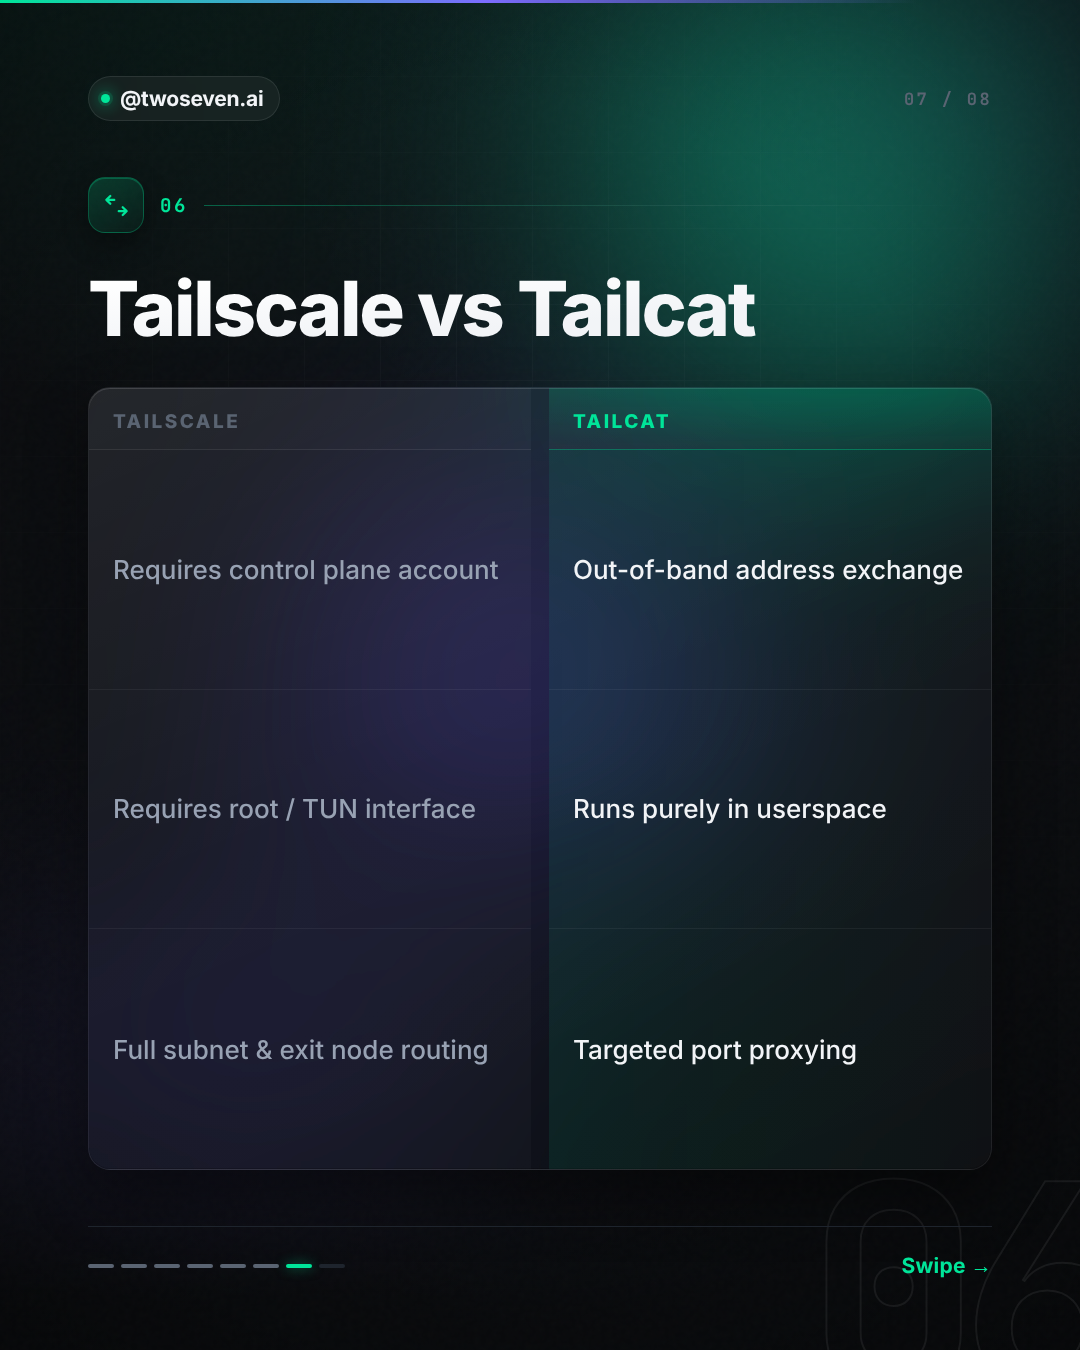 @twoseven.ai
07 / 08
06
Tailscale vs Tailcat
TAILSCALE
TAILCAT
Requires control plane account
Out-of-band address exchange
Requires root / TUN interface
Runs purely in userspace
Full subnet & exit node routing
Targeted port proxying
06
Swipe →